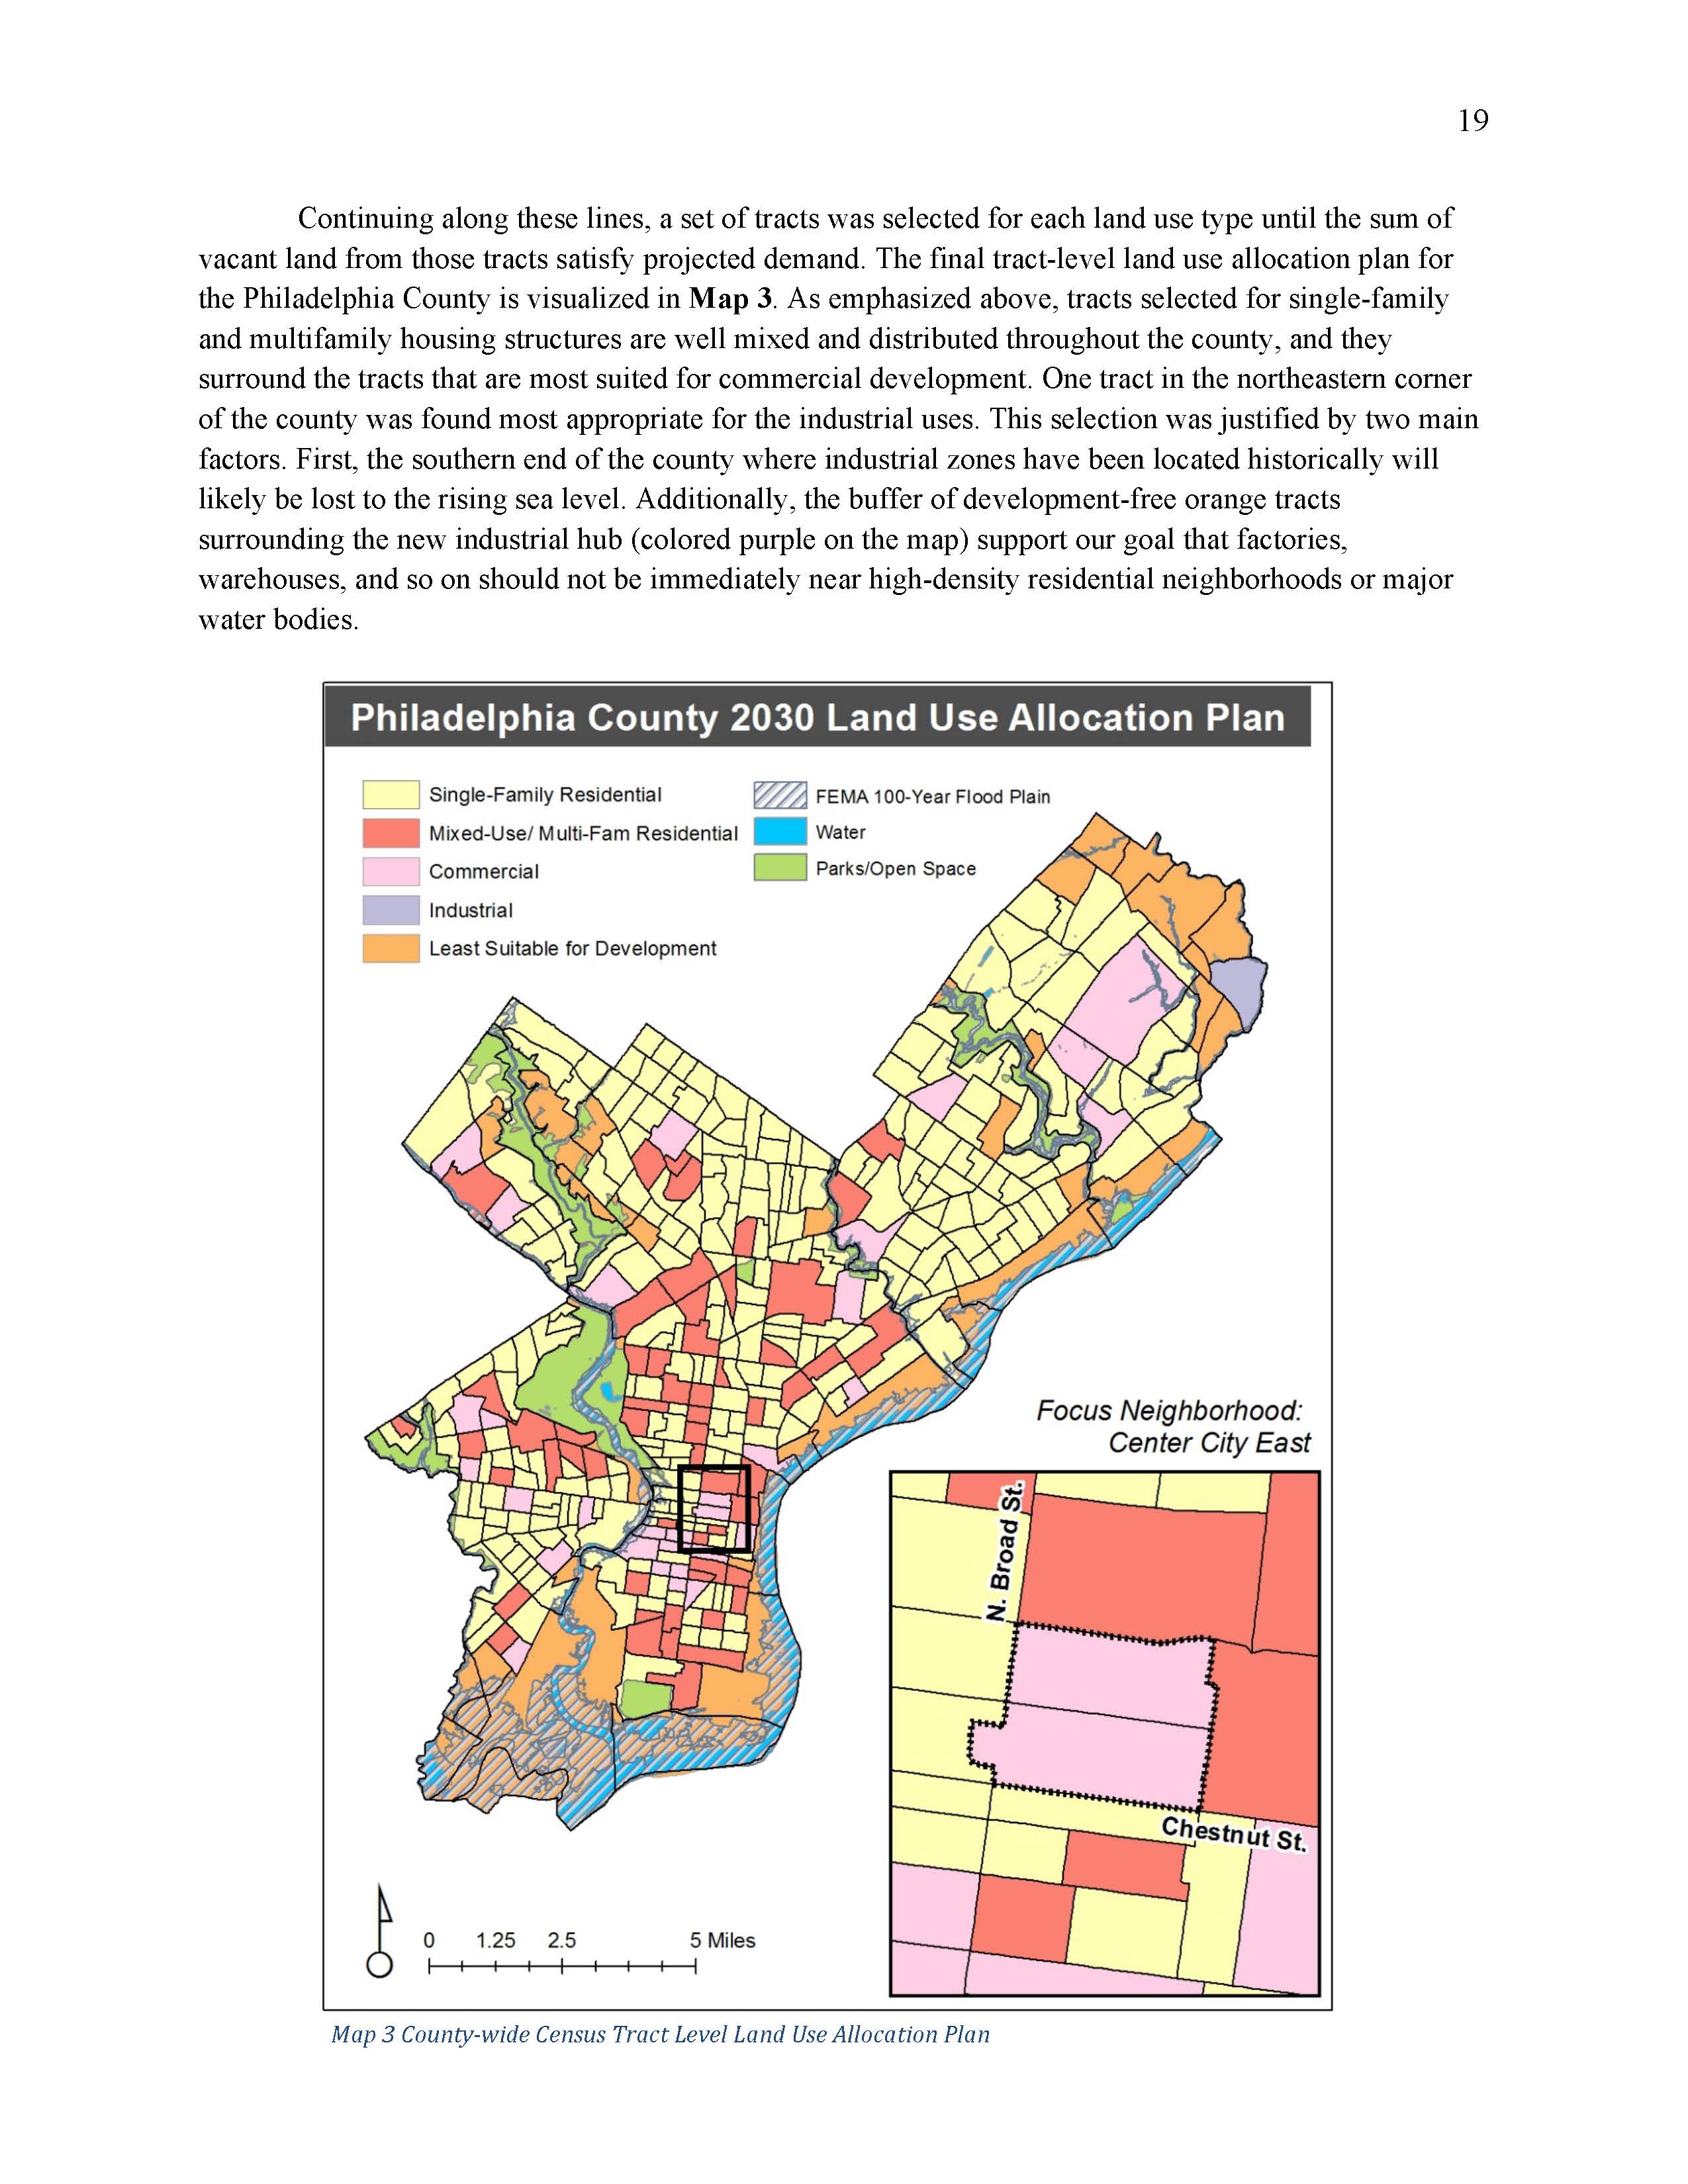 19
Continuing along these lines, a set of tracts was selected for each land use type until the sum of
vacant land from those tracts satisfy projected demand. The final tract-level land use allocation plan for
the Philadelphia County is visualized in Map 3. As emphasized above, tracts selected for single-family
and multifamily housing structures are well mixed and distributed throughout the county, and they
surround the tracts that are most suited for commercial development. One tract in the northeastern corner
of the county was found most appropriate for the industrial uses. This selection was justified by two main
factors. First, the southern end of the county where industrial zones have been located historically will
likely be lost to the rising sea level. Additionally, the buffer of development-free orange tracts
surrounding the new industrial hub (colored purple on the map) support our goal that factories,
warehouses, and so on should not be immediately near high-density residential neighborhoods or major
water bodies.
Philadelphia County 2030 Land Use Allocation Plan
Single-Family Residential
Mixed-Use/ Multi-Fam Residential
Commercial
Industrial
Least Suitable for Development
FEMA 100-Year Flood Plain
Water
Parks/Open Space
Focus Neighborhood:
Center City East
N. Broad St.
Chestnut St.
0 1.25 2.5 5 Miles
Map 3 County-wide Census Tract Level Land Use Allocation Plan